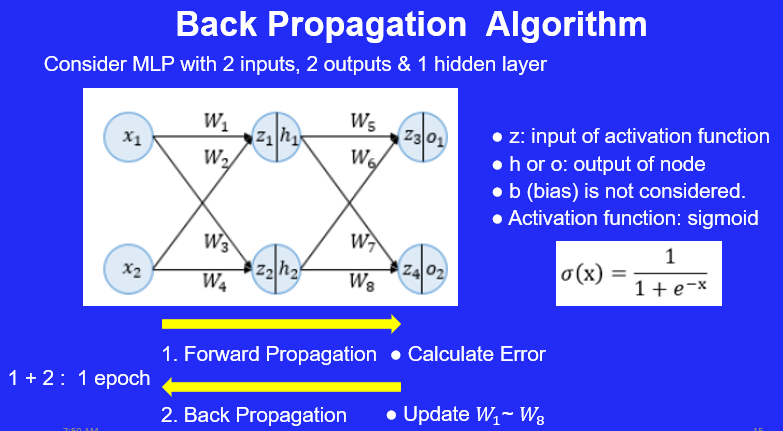 Back Propagation Algorithm
Consider MLP with 2 inputs, 2 outputs & 1 hidden layer
x₁ W₁ z₁ h₁ W₅ z₃ o₁
W₂ W₆
W₃ W₇
x₂ W₄ z₂ h₂ W₈ z₄ o₂
● z: input of activation function
● h or o: output of node
● b (bias) is not considered.
● Activation function: sigmoid
σ(x) = 1 / 1 + e⁻ˣ
1. Forward Propagation ● Calculate Error
1 + 2 : 1 epoch
2. Back Propagation ● Update W₁~ W₈
15